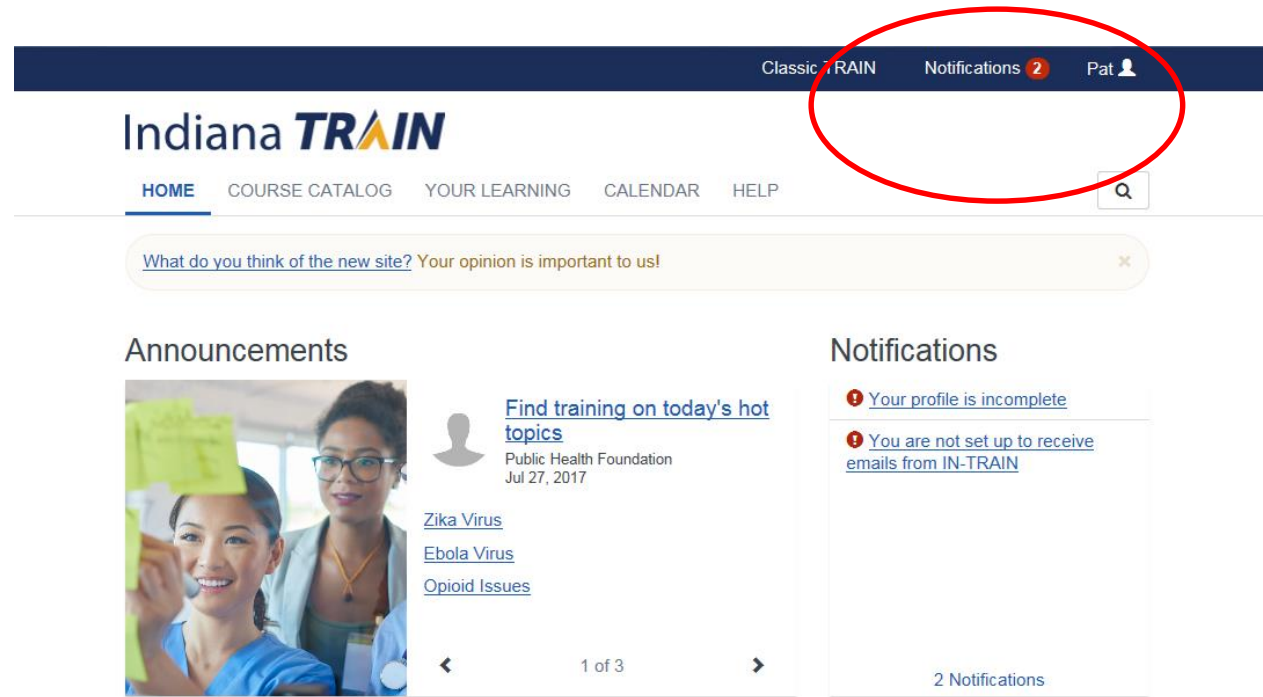 Classic TRAIN Notifications 2 Pat
Indiana TRAIN
HOME COURSE CATALOG YOUR LEARNING CALENDAR HELP
What do you think of the new site? Your opinion is important to us!
Announcements
Find training on today's hot
topics
Public Health Foundation
Jul 27, 2017
Zika Virus
Ebola Virus
Opioid Issues
1 of 3
Notifications
Your profile is incomplete
You are not set up to receive
emails from IN-TRAIN
2 Notifications